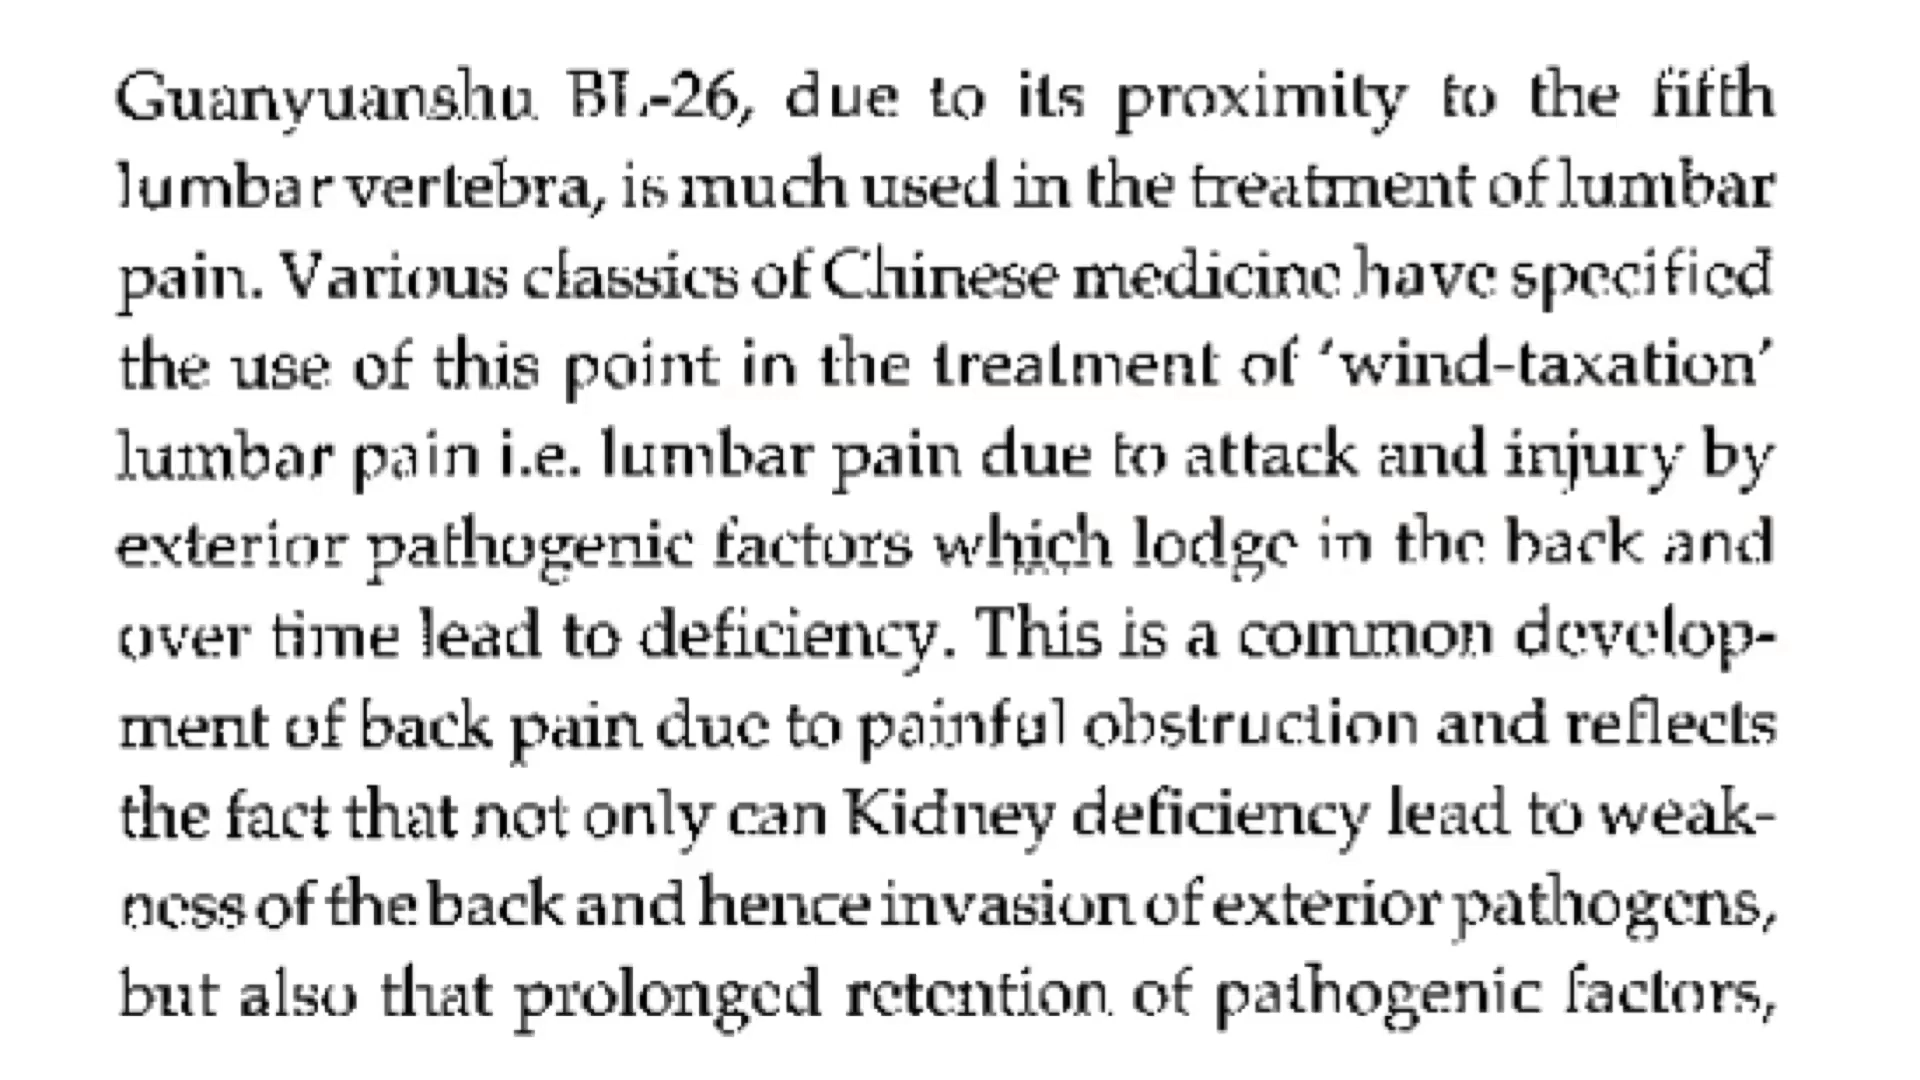 Guanyuanshu BL-26, due to its proximity to the fifth
lumbar vertebra, is much used in the treatment of lumbar
pain. Various classics of Chinese medicine have specified
the use of this point in the treatment of ‘wind-taxation’
lumbar pain i.e. lumbar pain due to attack and injury by
exterior pathogenic factors which lodge in the back and
over time lead to deficiency. This is a common develop-
ment of back pain due to painful obstruction and reflects
the fact that not only can Kidney deficiency lead to weak-
ness of the back and hence invasion of exterior pathogens,
but also that prolonged retention of pathogenic factors,